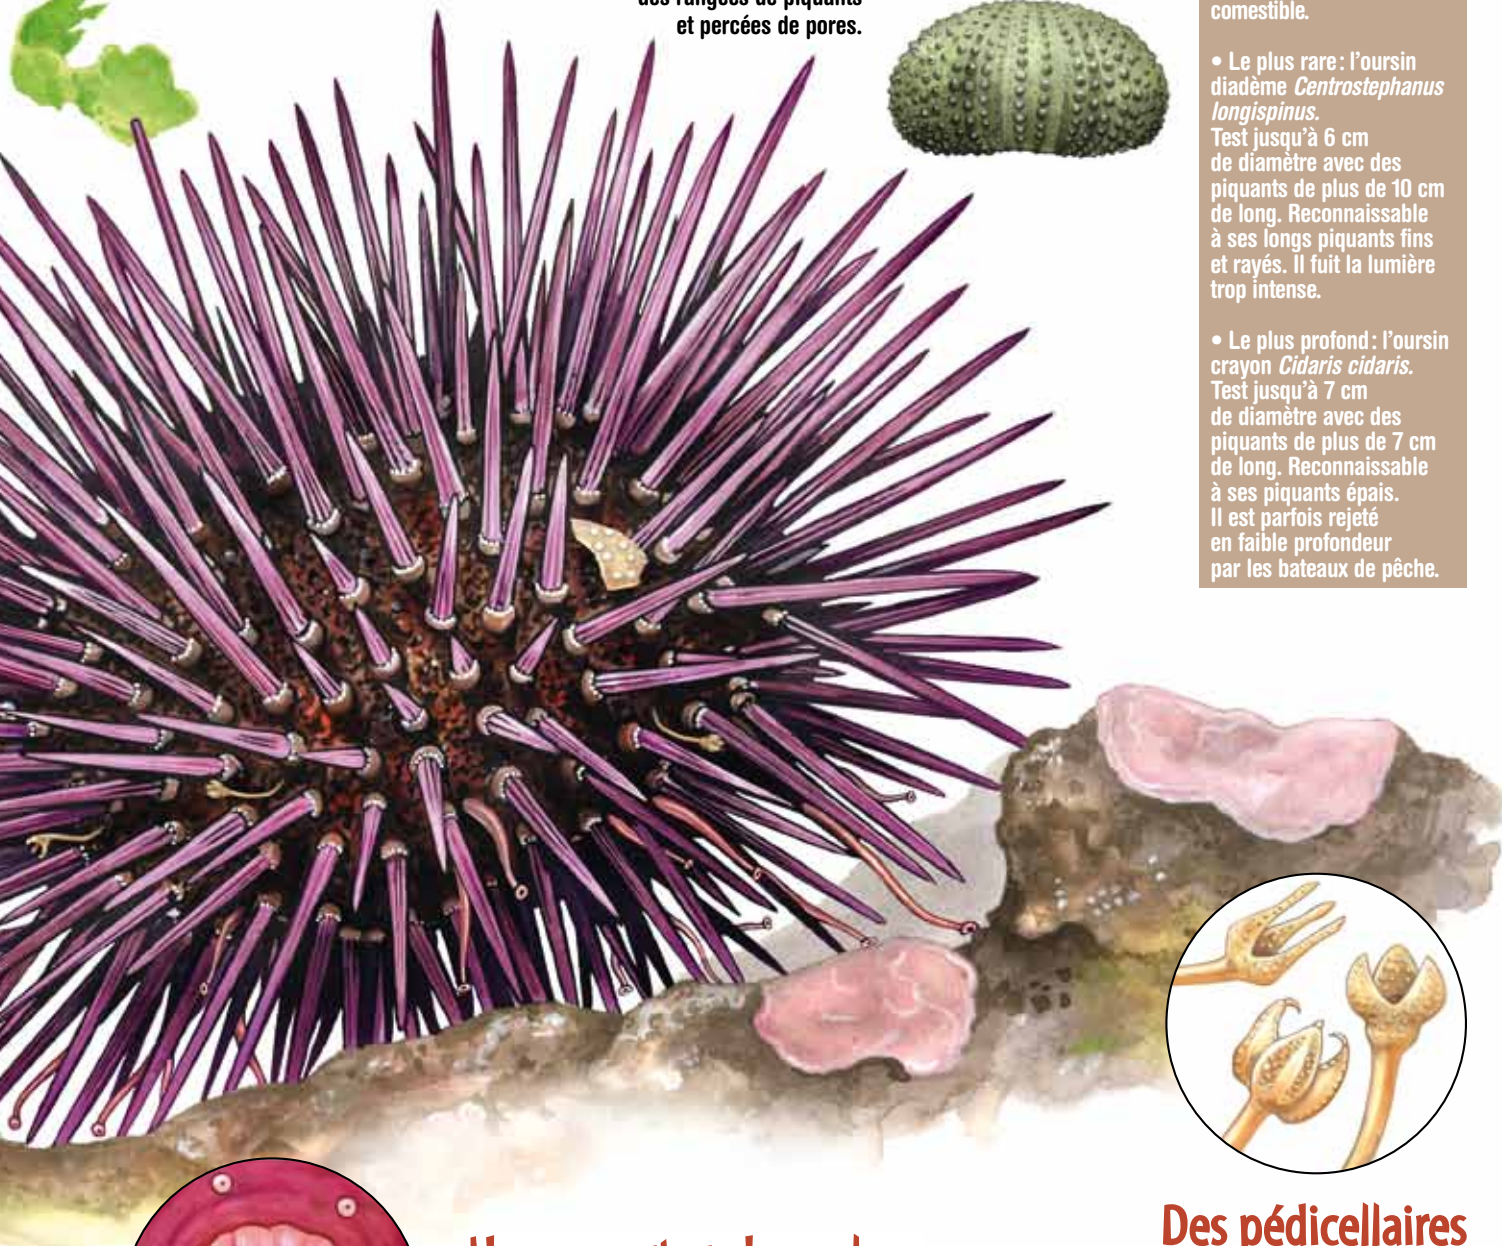 des rangées de piquants
et percées de pores.
comestible.
• Le plus rare : l'oursin
diadème Centrostephanus
longispinus.
Test jusqu'à 6 cm
de diamètre avec des
piquants de plus de 10 cm
de long. Reconnaissable
à ses longs piquants fins
et rayés. Il fuit la lumière
trop intense.
• Le plus profond : l'oursin
crayon Cidaris cidaris.
Test jusqu'à 7 cm
de diamètre avec des
piquants de plus de 7 cm
de long. Reconnaissable
à ses piquants épais.
Il est parfois rejeté
en faible profondeur
par les bateaux de pêche.
Des pédicellaires